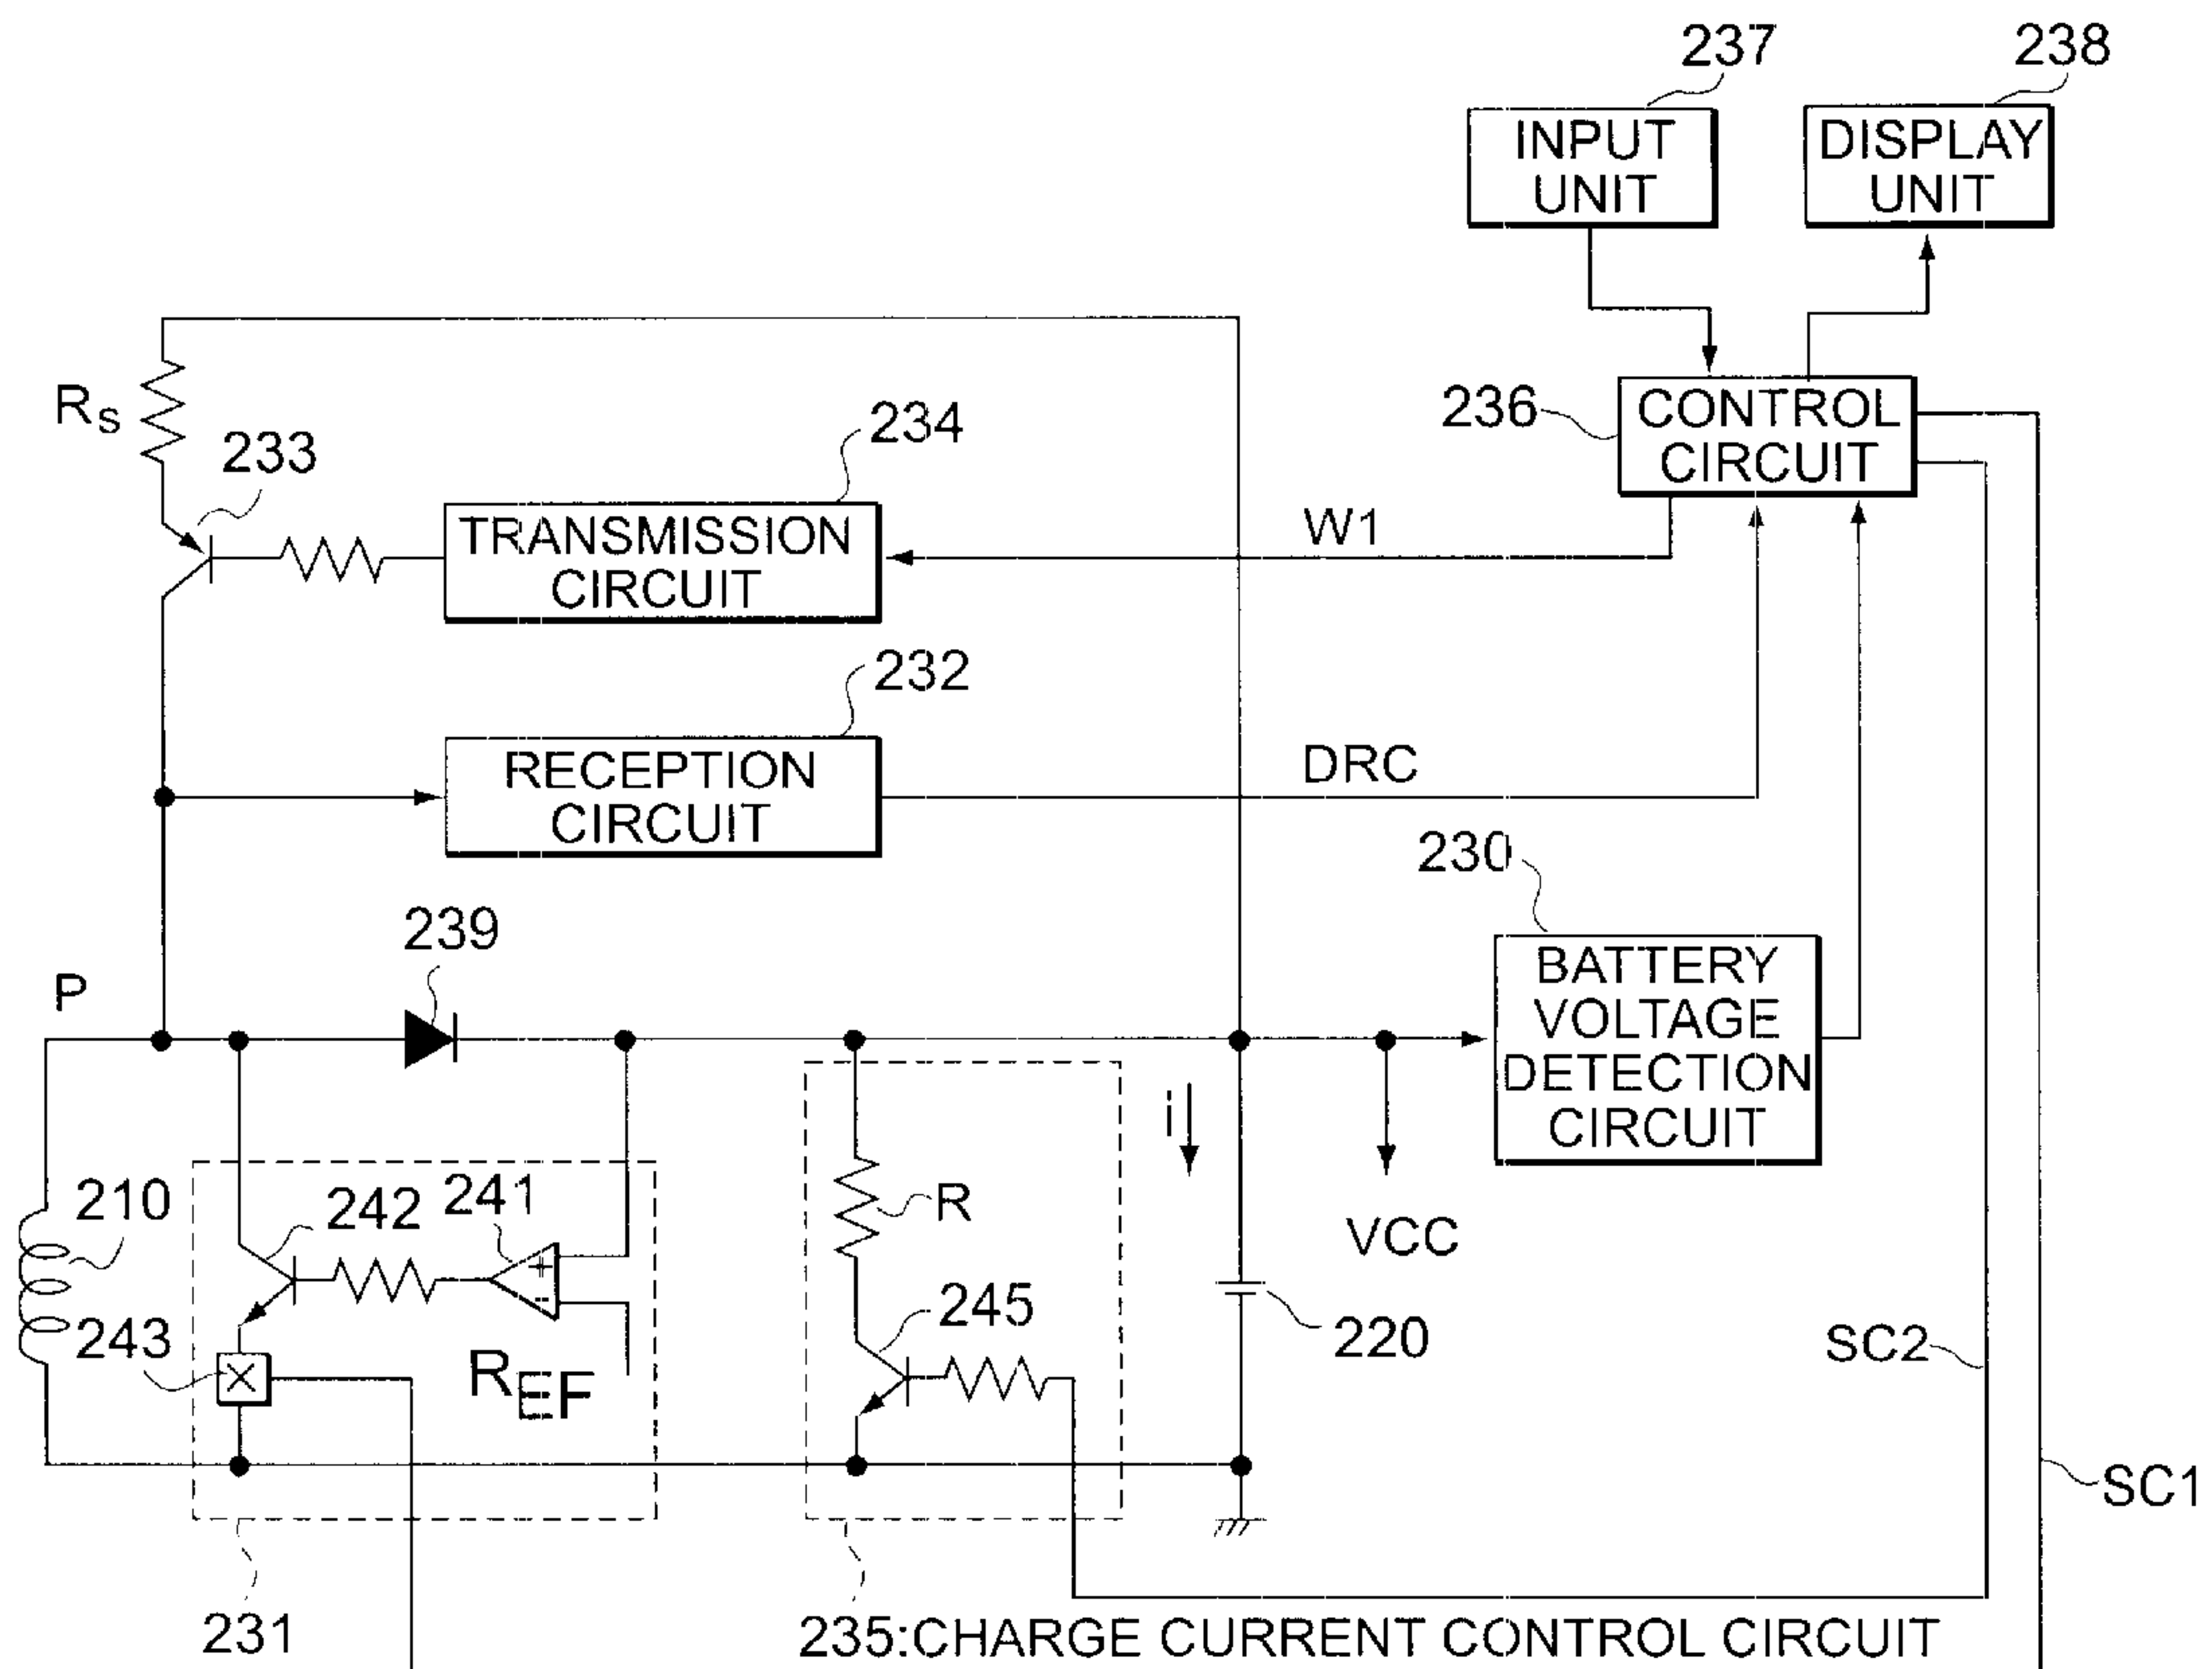 237
238
INPUT
UNIT
DISPLAY
UNIT
RS
233
234
236
CONTROL
CIRCUIT
TRANSMISSION
CIRCUIT
W1
232
RECEPTION
CIRCUIT
DRC
230
239
P
BATTERY
VOLTAGE
DETECTION
CIRCUIT
i
210
242
241
+
-
R
VCC
243
REF
245
220
SC2
SC1
231
235:CHARGE CURRENT CONTROL CIRCUIT